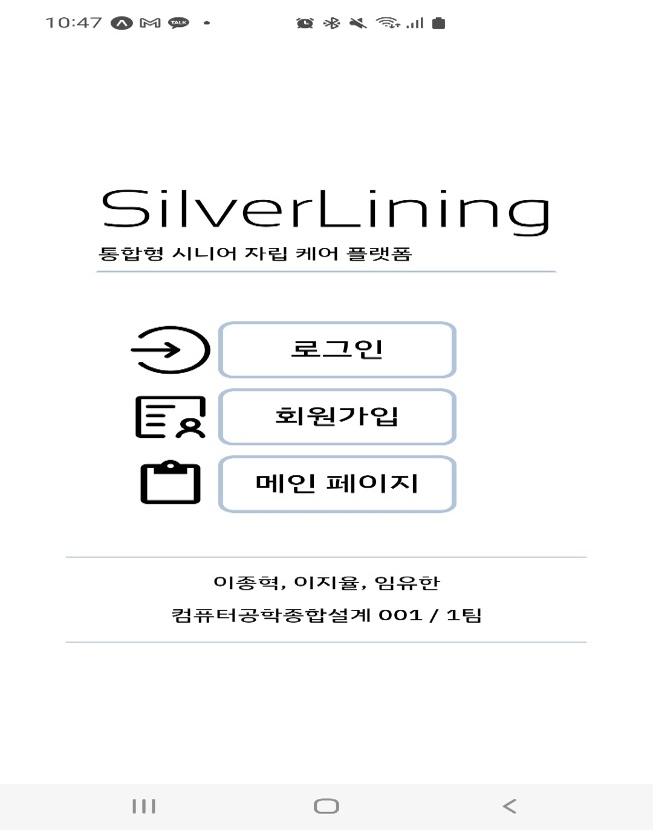 10:47 TALK
SilverLining
통합형 시니어 자립 케어 플랫폼
로그인
회원가입
메인 페이지
이종혁, 이지율, 임유한
컴퓨터공학종합설계 001 / 1팀